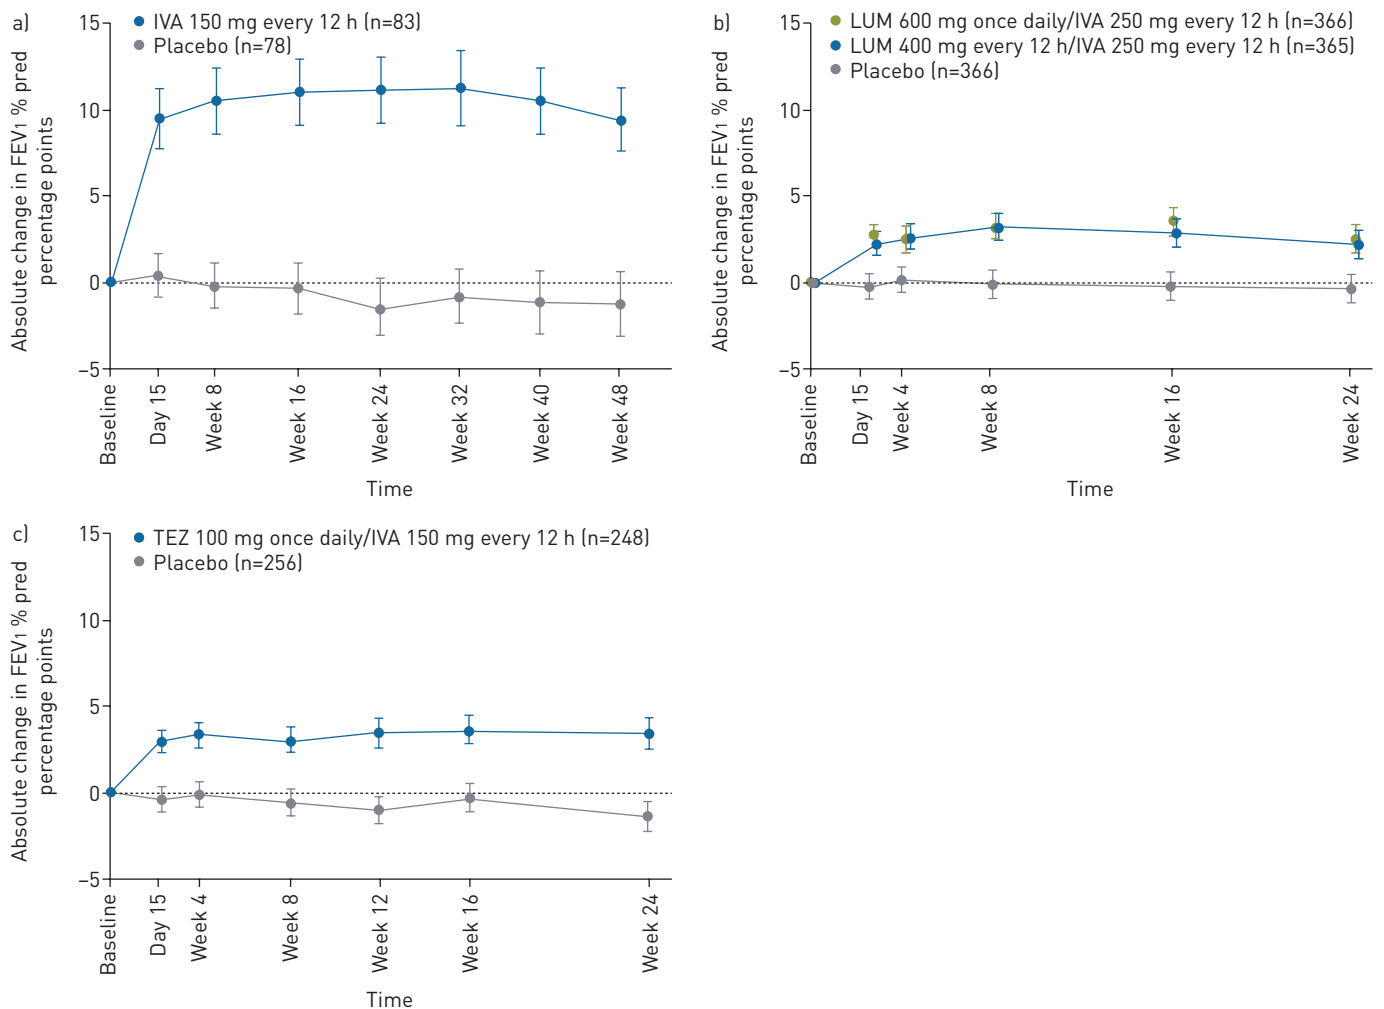 a)
IVA 150 mg every 12 h (n=83)
Placebo (n=78)
Absolute change in FEV1 % pred
percentage points
15
10
5
0
–5
Baseline
Day 15
Week 8
Week 16
Week 24
Week 32
Week 40
Week 48
Time
b)
LUM 600 mg once daily/IVA 250 mg every 12 h (n=366)
LUM 400 mg every 12 h/IVA 250 mg every 12 h (n=365)
Placebo (n=366)
Absolute change in FEV1 % pred
percentage points
15
10
5
0
–5
Baseline
Day 15
Week 4
Week 8
Week 16
Week 24
Time
c)
TEZ 100 mg once daily/IVA 150 mg every 12 h (n=248)
Placebo (n=256)
Absolute change in FEV1 % pred
percentage points
15
10
5
0
–5
Baseline
Day 15
Week 4
Week 8
Week 12
Week 16
Week 24
Time